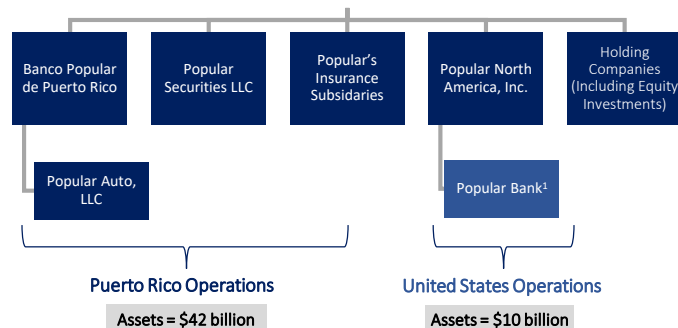 Banco Popular
de Puerto Rico
Popular
Securities LLC
Popular's
Insurance
Subsidaries
Popular North
America, Inc.
Holding
Companies
(Including Equity
Investments)
Popular Auto,
LLC
Popular Bank¹
Puerto Rico Operations
United States Operations
Assets = $42 billion
Assets = $10 billion